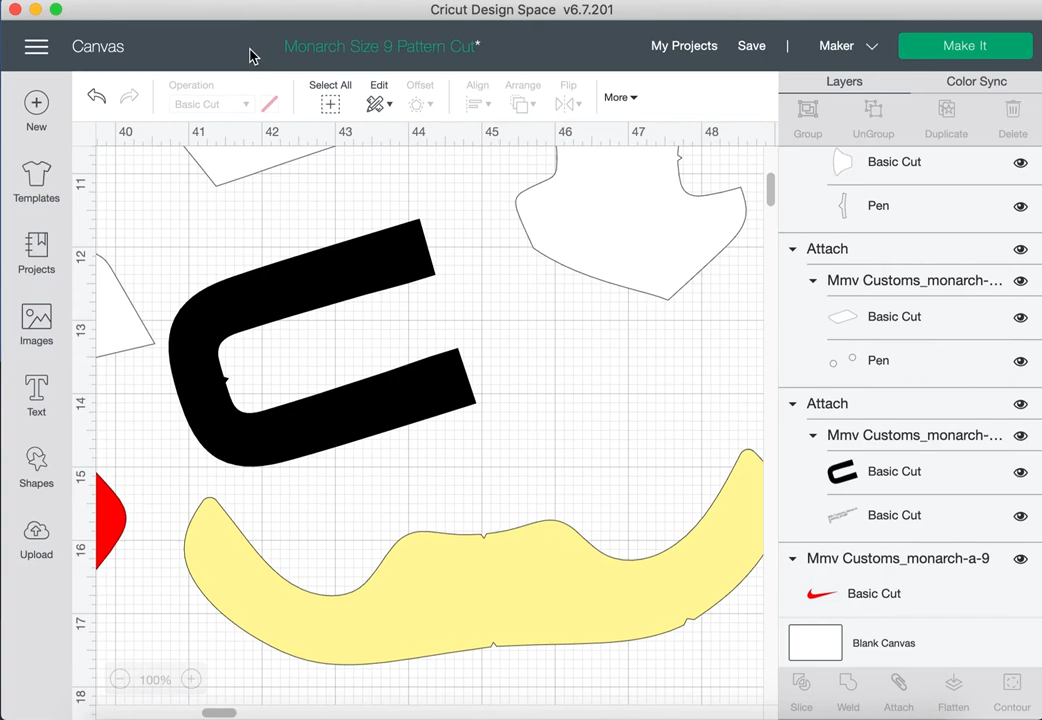 Cricut Design Space v6.7.201
Canvas
Monarch Size 9 Pattern Cut*
My Projects
Save
|
Maker
Make It
New
Templates
Projects
Images
Text
Shapes
Upload
Operation
Basic Cut
Select All
Edit
Offset
Align
Arrange
Flip
More
40 41 42 43 44 45 46 47 48
11
12
13
14
15
16
17
18
100%
Layers
Color Sync
Group
UnGroup
Duplicate
Delete
Basic Cut
Pen
Attach
Mmv Customs_monarch-...
Basic Cut
Pen
Attach
Mmv Customs_monarch-...
Basic Cut
Basic Cut
Mmv Customs_monarch-a-9
Basic Cut
Blank Canvas
Slice
Weld
Attach
Flatten
Contour